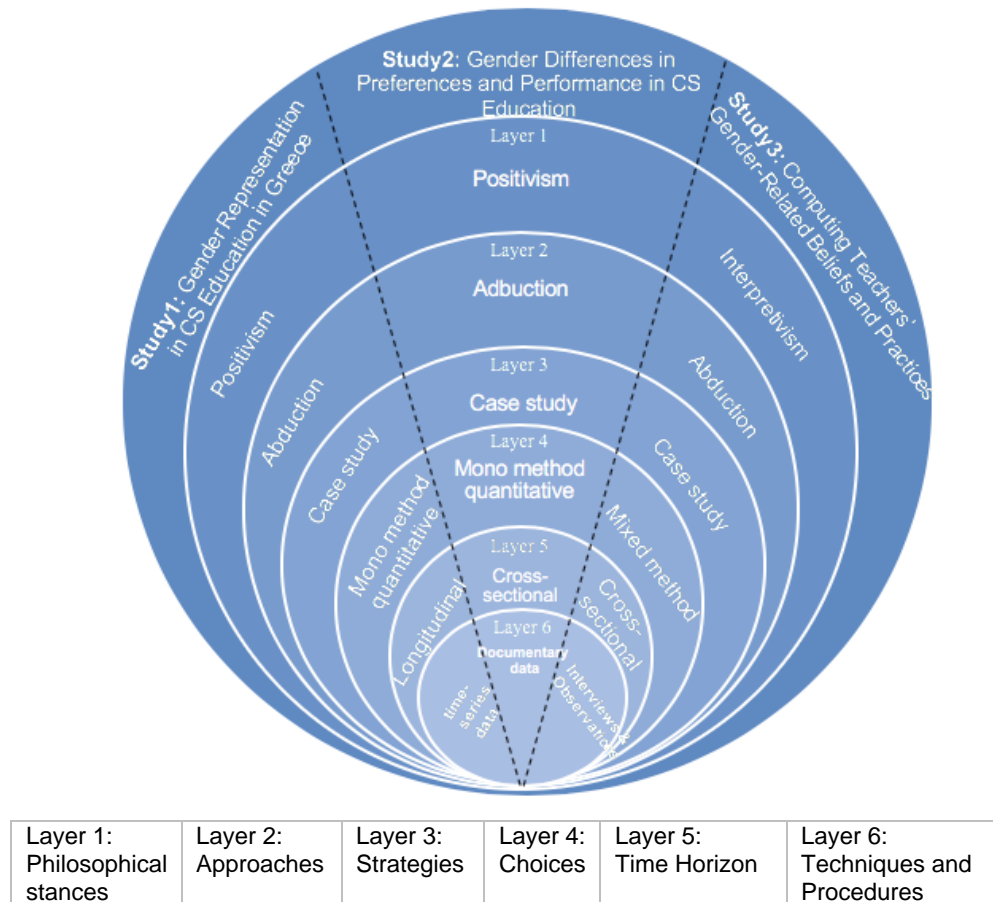 Study2: Gender Differences in
Preferences and Performance in CS
Education
Study1: Gender Representation
in CS Education in Greece
Study3: Computing Teachers'
Gender-Related Beliefs and Practices
Layer 1
Positivism
Positivism
Interpretivism
Layer 2
Adbuction
Abduction
Abduction
Layer 3
Case study
Case study
Case study
Layer 4
Mono method
quantitative
Mono method
quantitative
Mixed method
Layer 5
Cross-
sectional
Longitudinal
Cross-
sectional
Layer 6
Documentary
data
time-
series
data
Interviews &
Observations
Layer 1:
Philosophical
stances
Layer 2:
Approaches
Layer 3:
Strategies
Layer 4:
Choices
Layer 5:
Time Horizon
Layer 6:
Techniques and
Procedures